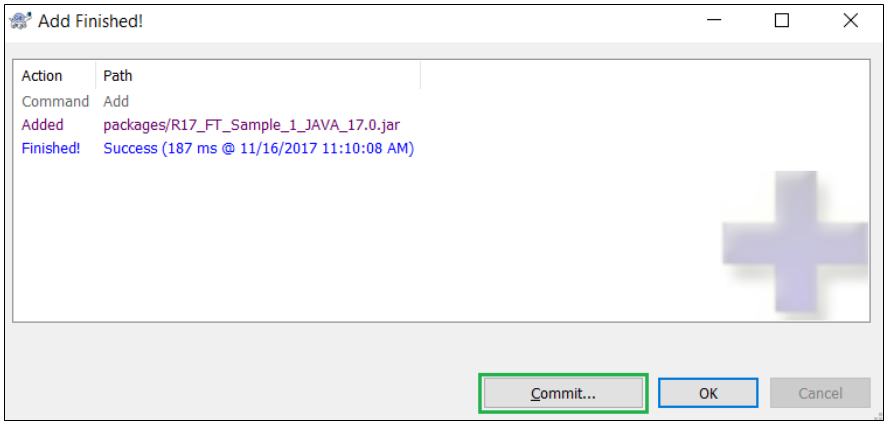 Add Finished!
Action Path
Command Add
Added packages/R17_FT_Sample_1_JAVA_17.0.jar
Finished! Success (187 ms @ 11/16/2017 11:10:08 AM)
Commit... OK Cancel